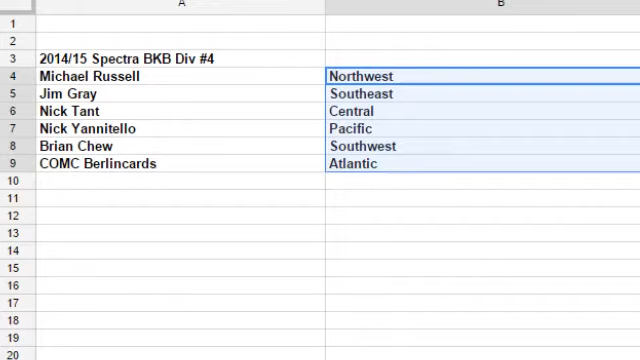 A B
1
2
3 2014/15 Spectra BKB Div #4
4 Michael Russell Northwest
5 Jim Gray Southeast
6 Nick Tant Central
7 Nick Yannitello Pacific
8 Brian Chew Southwest
9 COMC Berlincards Atlantic
10
11
12
13
14
15
16
17
18
19
20